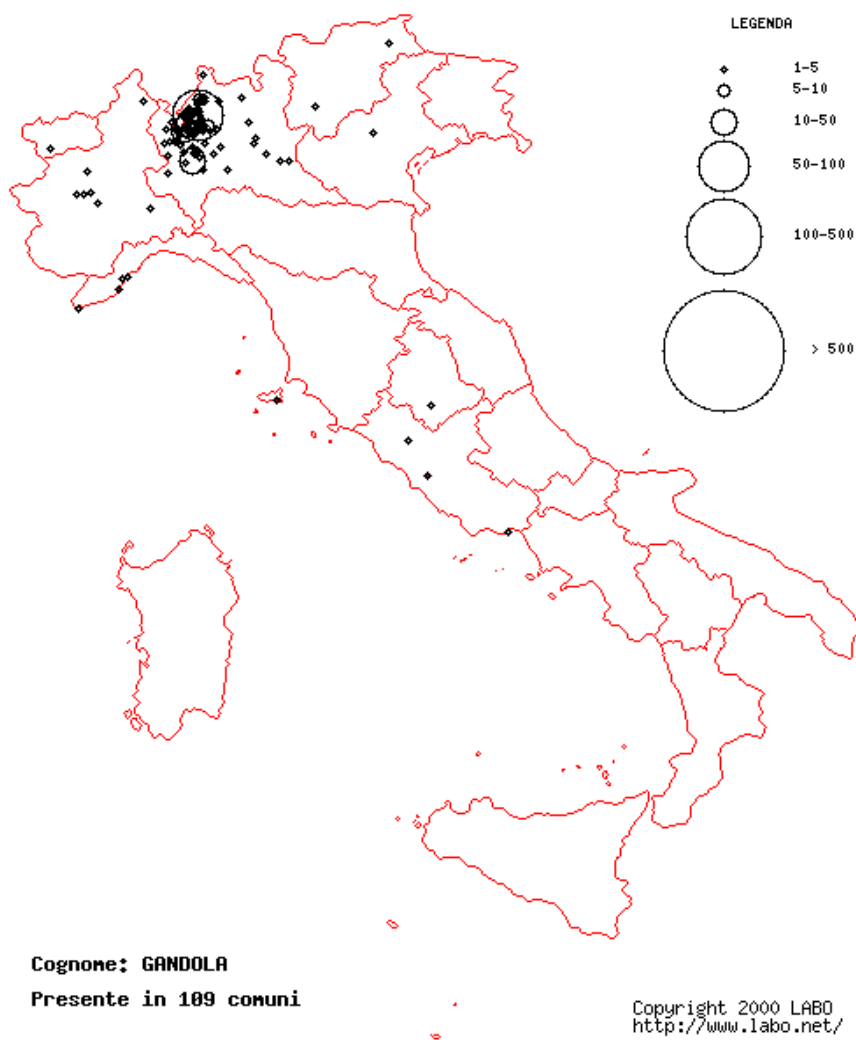 LEGENDA
1-5
5-10
10-50
50-100
100-500
> 500
Cognome: GANDOLA
Presente in 109 comuni
Copyright 2000 LABO
http://www.labo.net/